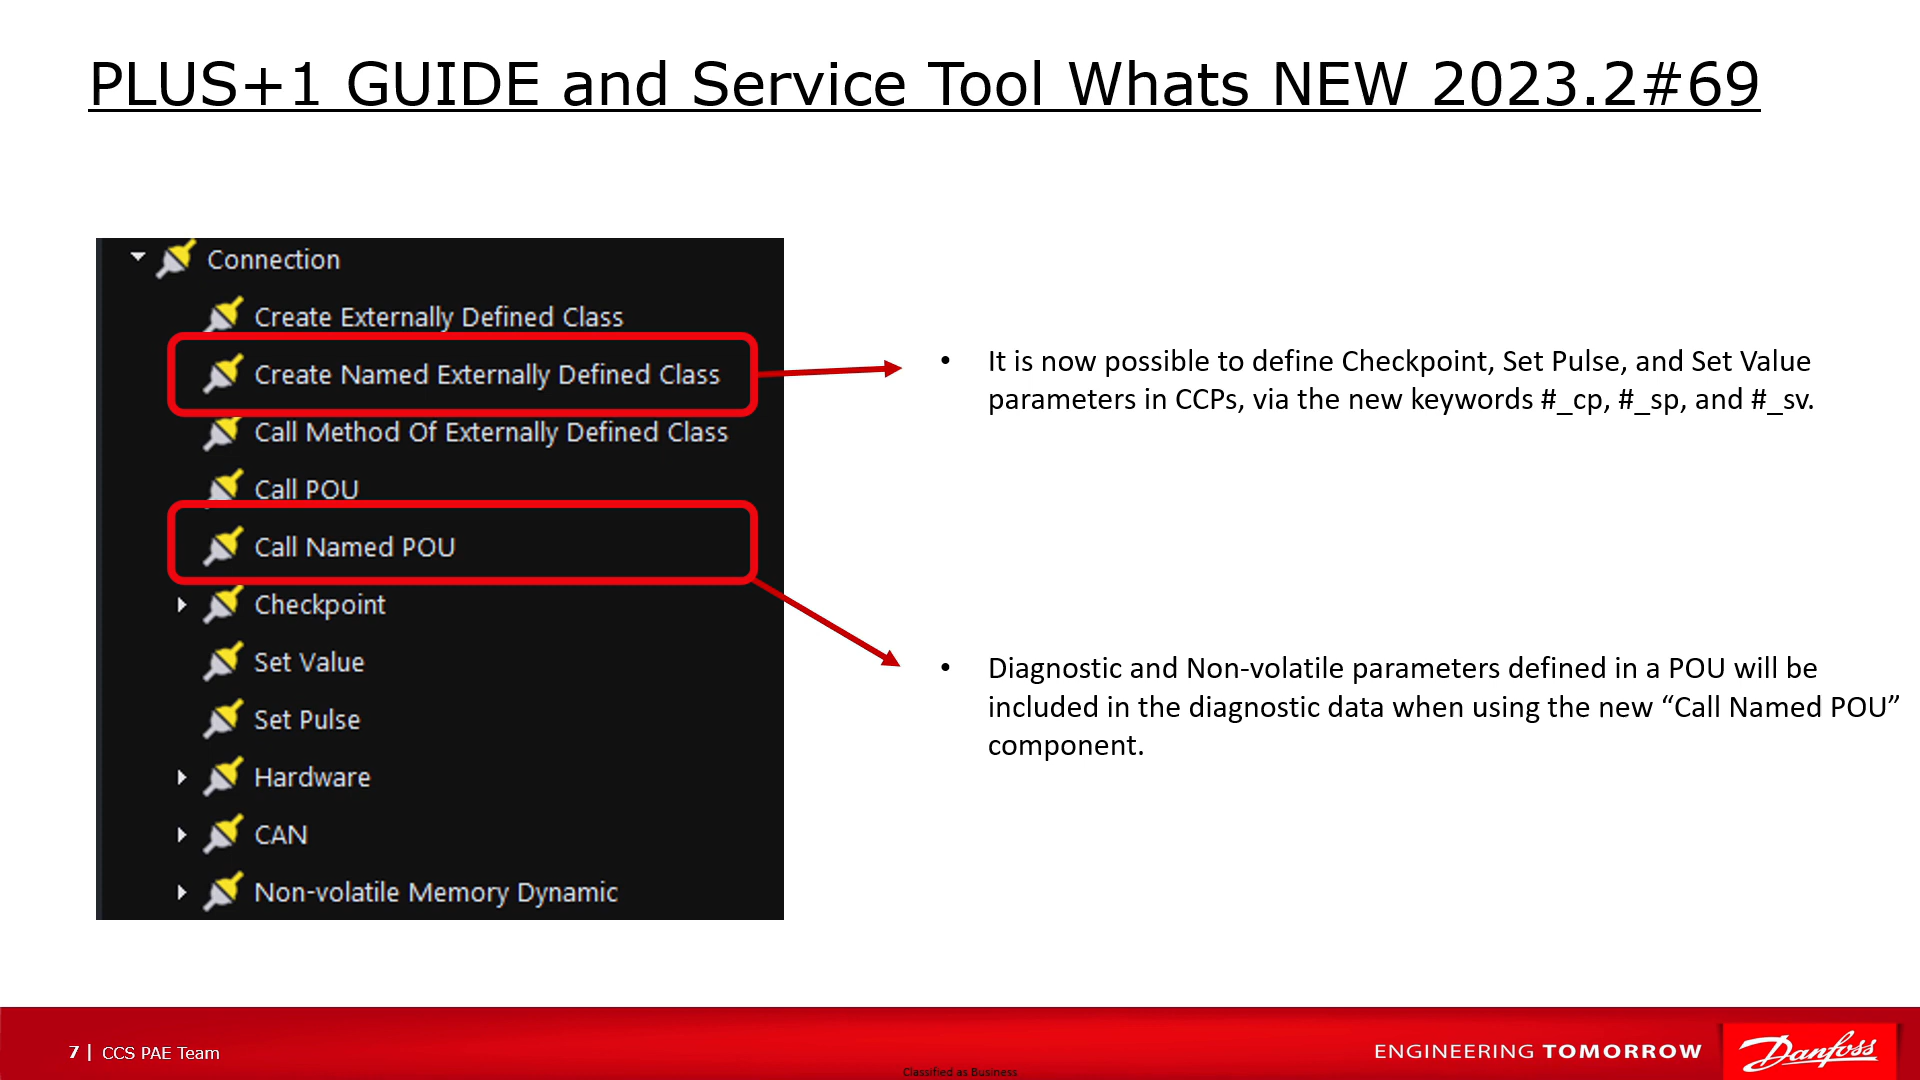 PLUS+1 GUIDE and Service Tool Whats NEW 2023.2#69
Connection
Create Externally Defined Class
Create Named Externally Defined Class
Call Method Of Externally Defined Class
Call POU
Call Named POU
Checkpoint
Set Value
Set Pulse
Hardware
CAN
Non-volatile Memory Dynamic
• It is now possible to define Checkpoint, Set Pulse, and Set Value
parameters in CCPs, via the new keywords #_cp, #_sp, and #_sv.
• Diagnostic and Non-volatile parameters defined in a POU will be
included in the diagnostic data when using the new “Call Named POU”
component.
7 | CCS PAE Team
ENGINEERING TOMORROW
Danfoss
Classified as Business